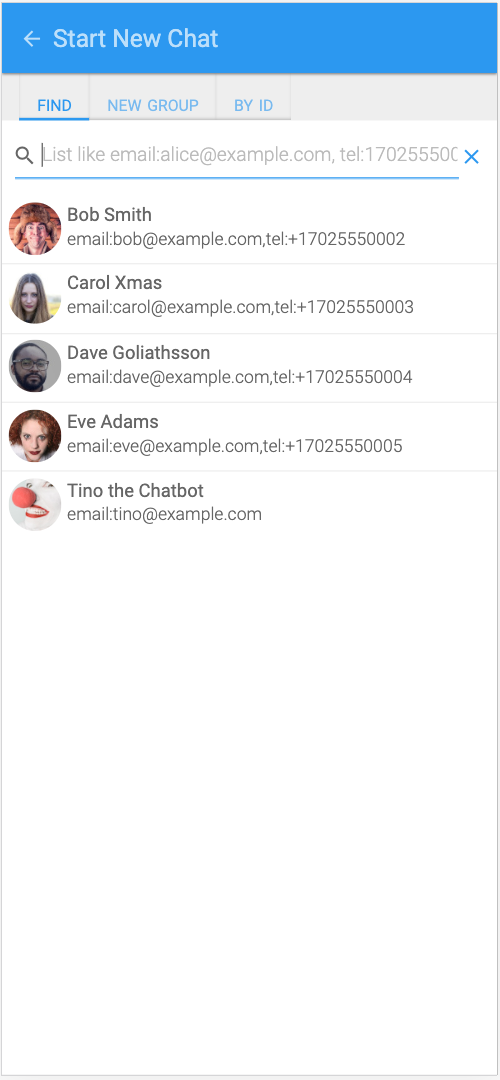 Start New Chat
FIND NEW GROUP BY ID
List like email:alice@example.com, tel:170255500
Bob Smith
email:bob@example.com,tel:+17025550002
Carol Xmas
email:carol@example.com,tel:+17025550003
Dave Goliathsson
email:dave@example.com,tel:+17025550004
Eve Adams
email:eve@example.com,tel:+17025550005
Tino the Chatbot
email:tino@example.com